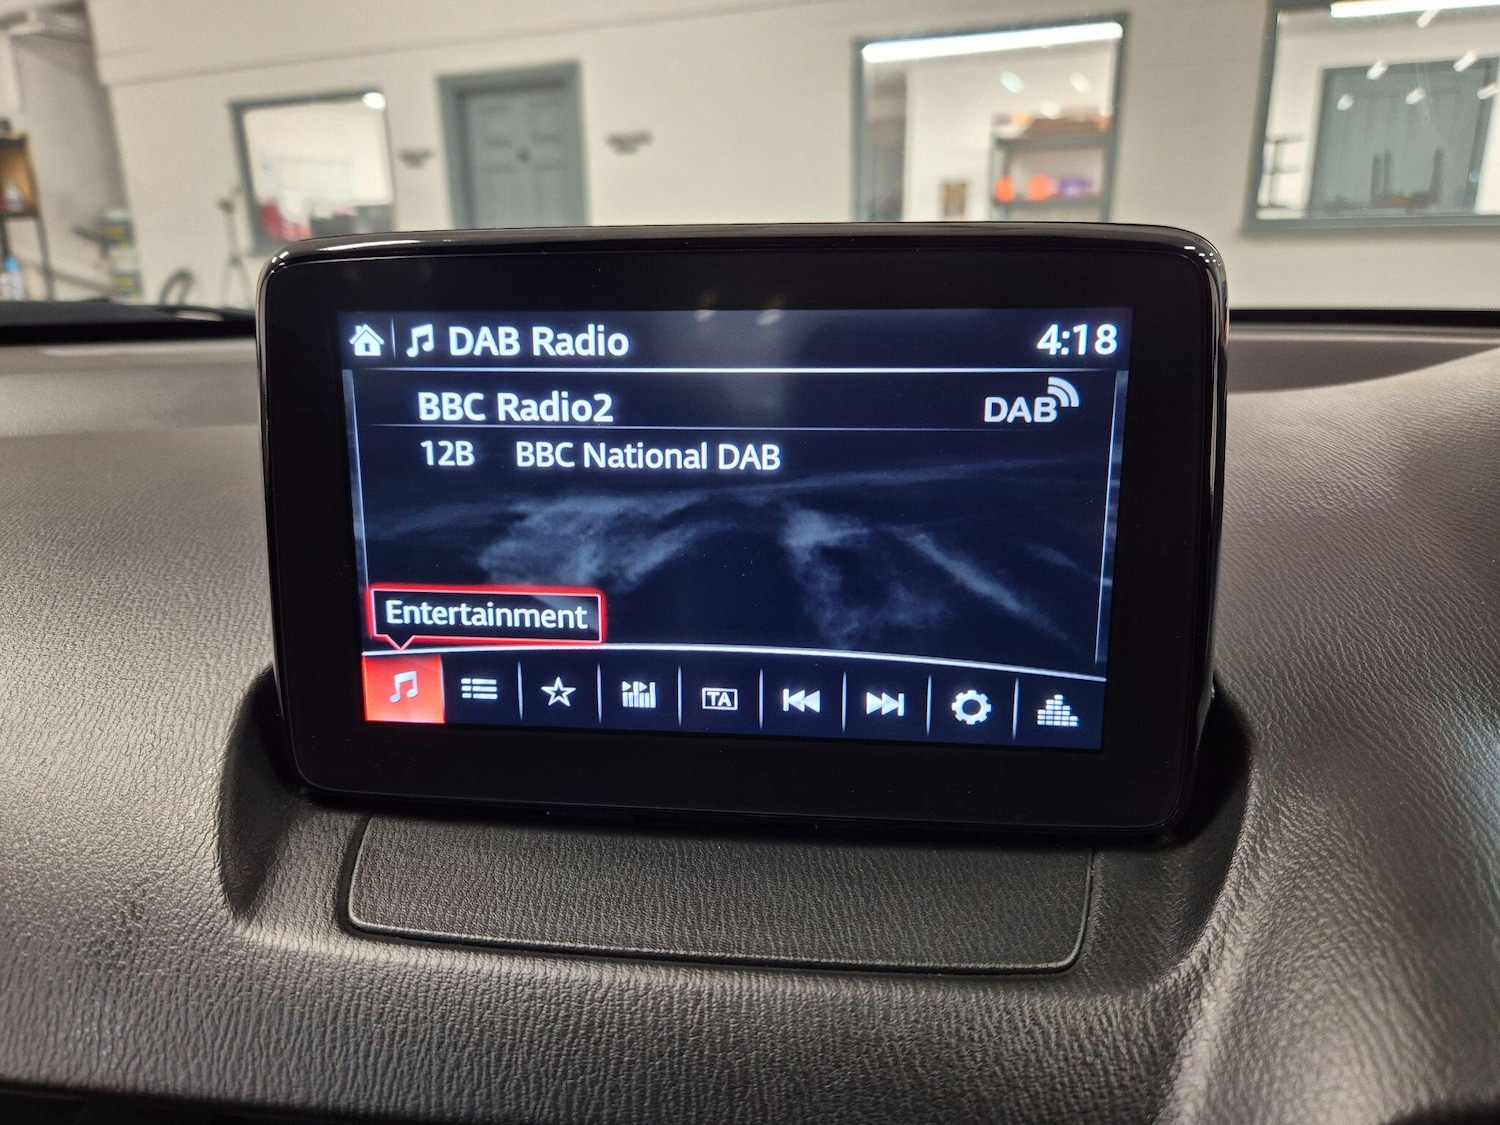 DAB Radio 4:18
BBC Radio2 DAB
12B BBC National DAB
Entertainment
TA